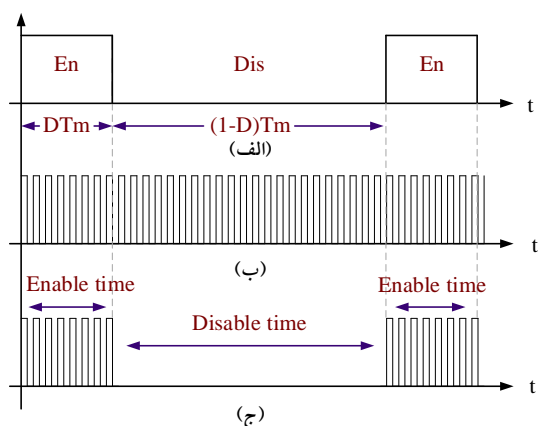 En Dis En
t
DTm (1-D)Tm
(الف)
t
(ب)
Enable time Enable time
Disable time
t
(ج)